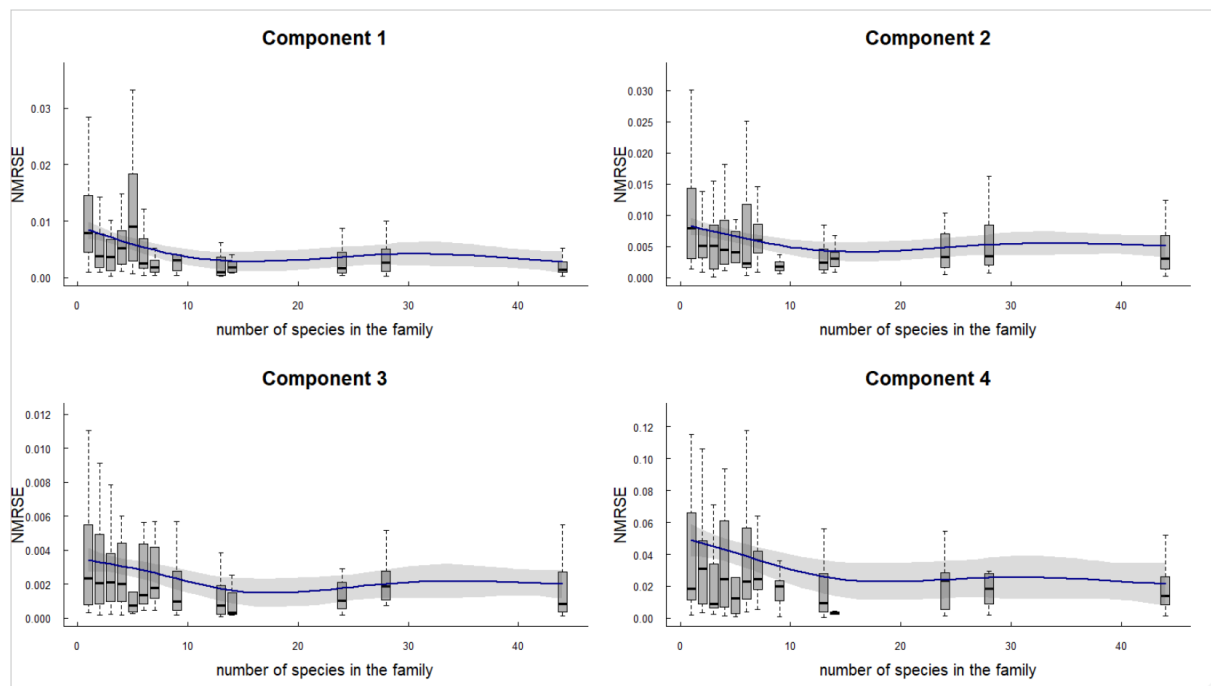 Component 1
NMRSE
0.03
0.02
0.01
0.00
0 10 20 30 40
number of species in the family
Component 2
NMRSE
0.030
0.025
0.020
0.015
0.010
0.005
0.000
0 10 20 30 40
number of species in the family
Component 3
NMRSE
0.012
0.010
0.008
0.006
0.004
0.002
0.000
0 10 20 30 40
number of species in the family
Component 4
NMRSE
0.12
0.10
0.08
0.06
0.04
0.02
0.00
0 10 20 30 40
number of species in the family